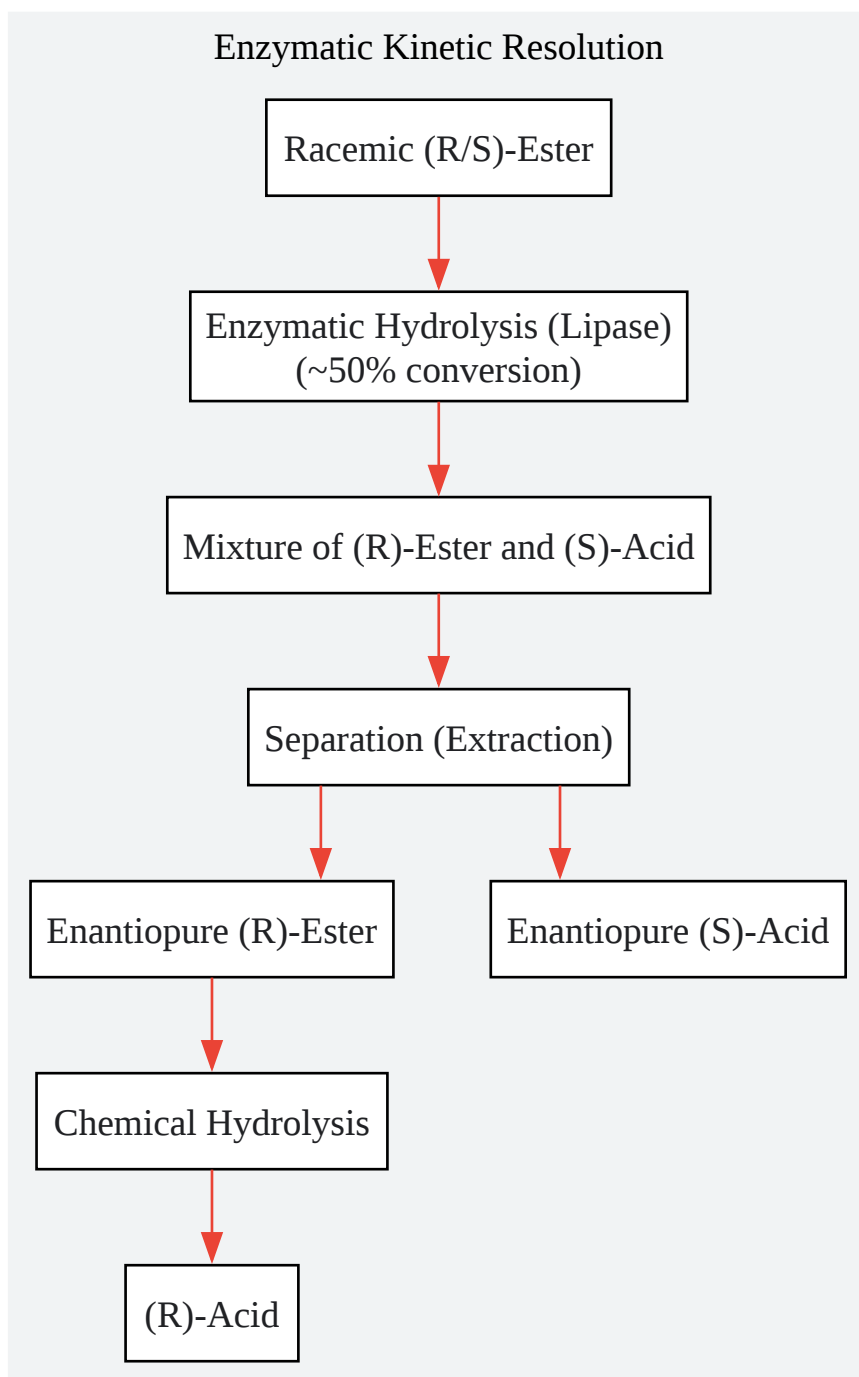 Enzymatic Kinetic Resolution
Racemic (R/S)-Ester
Enzymatic Hydrolysis (Lipase)
(~50% conversion)
Mixture of (R)-Ester and (S)-Acid
Separation (Extraction)
Enantiopure (R)-Ester
Enantiopure (S)-Acid
Chemical Hydrolysis
(R)-Acid